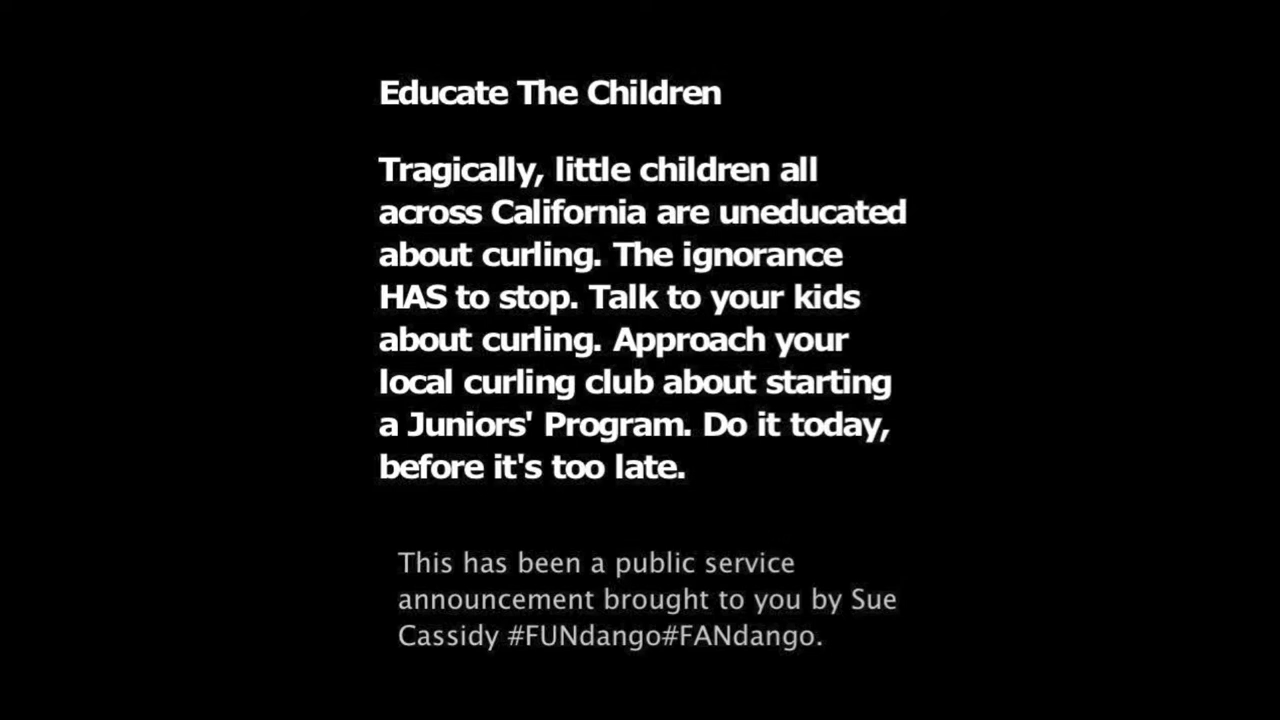 Educate The Children
Tragically, little children all
across California are uneducated
about curling. The ignorance
HAS to stop. Talk to your kids
about curling. Approach your
local curling club about starting
a Juniors' Program. Do it today,
before it's too late.
This has been a public service
announcement brought to you by Sue
Cassidy #FUNdango#FANdango.